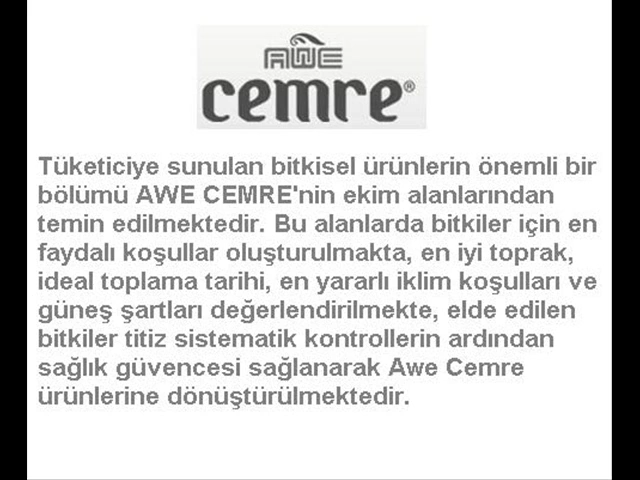 AWE
cemre®
Tüketiciye sunulan bitkisel ürünlerin önemli bir
bölümü AWE CEMRE'nin ekim alanlarından
temin edilmektedir. Bu alanlarda bitkiler için en
faydalı koşullar oluşturulmakta, en iyi toprak,
ideal toplama tarihi, en yararlı iklim koşulları ve
güneş şartları değerlendirilmekte, elde edilen
bitkiler titiz sistematik kontrollerin ardından
sağlık güvencesi sağlanarak Awe Cemre
ürünlerine dönüştürülmektedir.